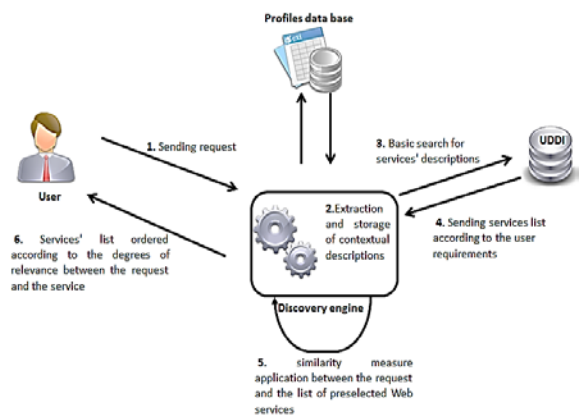 Profiles data base
1. Sending request
User
3. Basic search for
services' descriptions
UDDI
2.Extraction
and storage
of contextual
descriptions
4. Sending services list
according to the user
requirements
6. Services' list ordered
according to the degrees of
relevance between the request
and the service
Discovery engine
5. similarity measure
application between the request
and the list of preselected Web
services